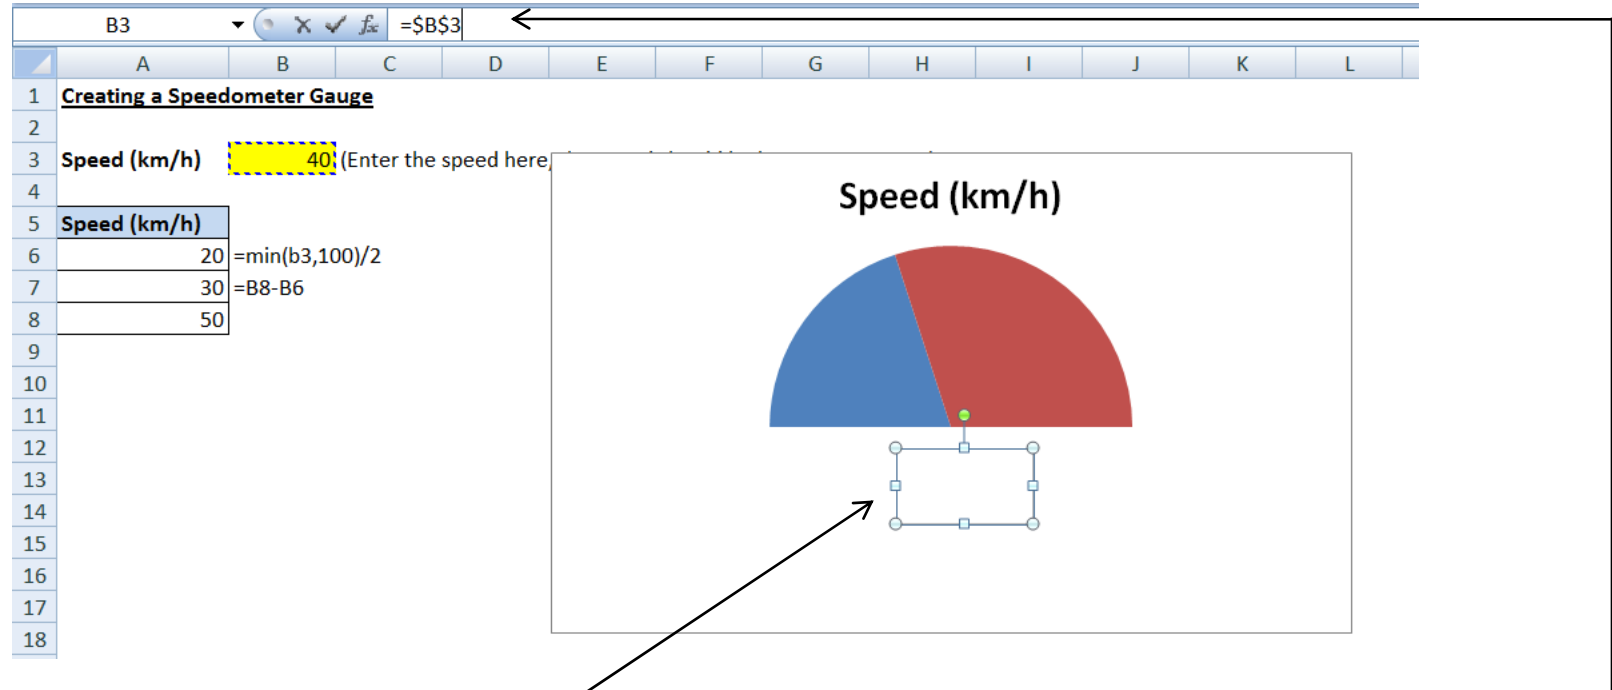 B3 fx =$B$3
A B C D E F G H I J K L
1 Creating a Speedometer Gauge
2
3 Speed (km/h) 40 (Enter the speed here,
Speed (km/h)
4
5 Speed (km/h)
6 20 =min(b3,100)/2
7 30 =B8-B6
8 50
9
10
11
12
13
14
15
16
17
18